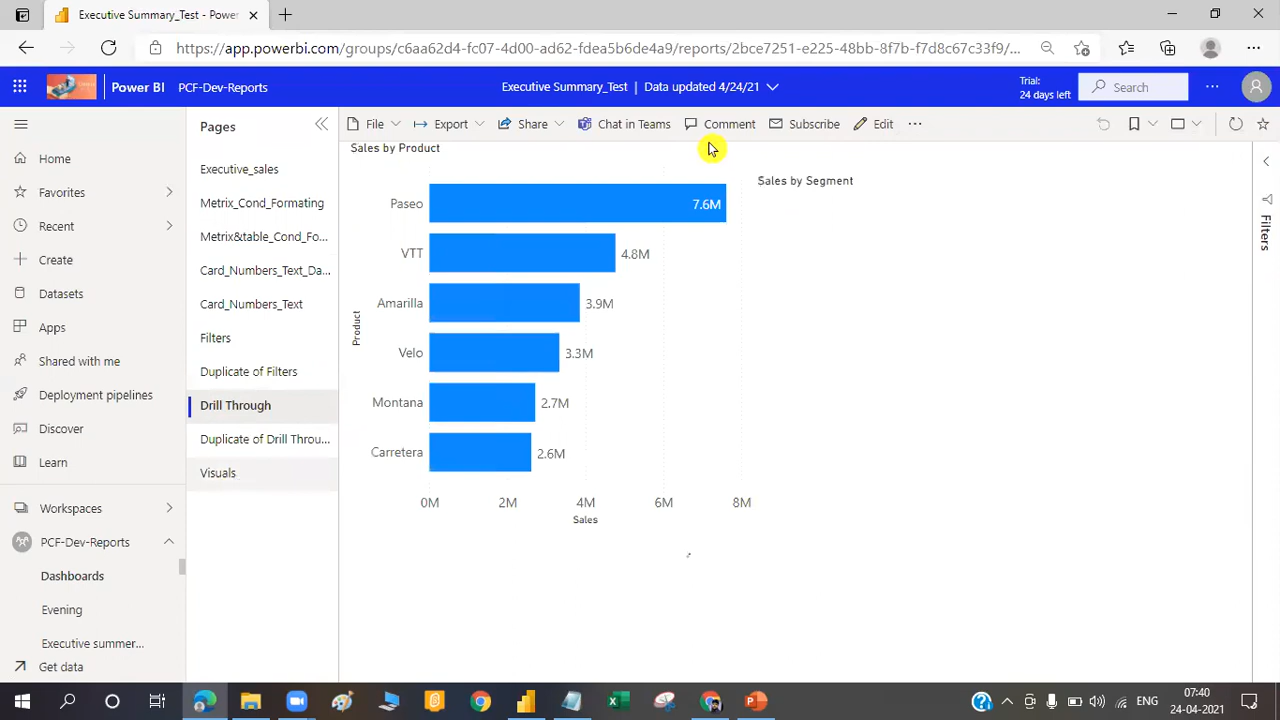 Executive_Summary_Test - Power
https://app.powerbi.com/groups/c6aa62d4-fc07-4d00-ad62-fdea5b6de4a9/reports/2bce7251-e225-48bb-8f7b-f7d8c67c33f9/...
Power BI PCF-Dev-Reports
Executive Summary_Test | Data updated 4/24/21
Trial:
24 days left
Search
Pages
File Export Share Chat in Teams Comment Subscribe Edit
Home
Favorites
Recent
Create
Datasets
Apps
Shared with me
Deployment pipelines
Discover
Learn
Workspaces
PCF-Dev-Reports
Dashboards
Evening
Executive summer...
Get data
Executive_sales
Metrix_Cond_Formating
Metrix&table_Cond_Fo...
Card_Numbers_Text_Da...
Card_Numbers_Text
Filters
Duplicate of Filters
Drill Through
Duplicate of Drill Throu...
Visuals
Sales by Product
Product
Paseo 7.6M
VTT 4.8M
Amarilla 3.9M
Velo 3.3M
Montana 2.7M
Carretera 2.6M
0M 2M 4M 6M 8M
Sales
Sales by Segment
Filters
ENG
07:40
24-04-2021